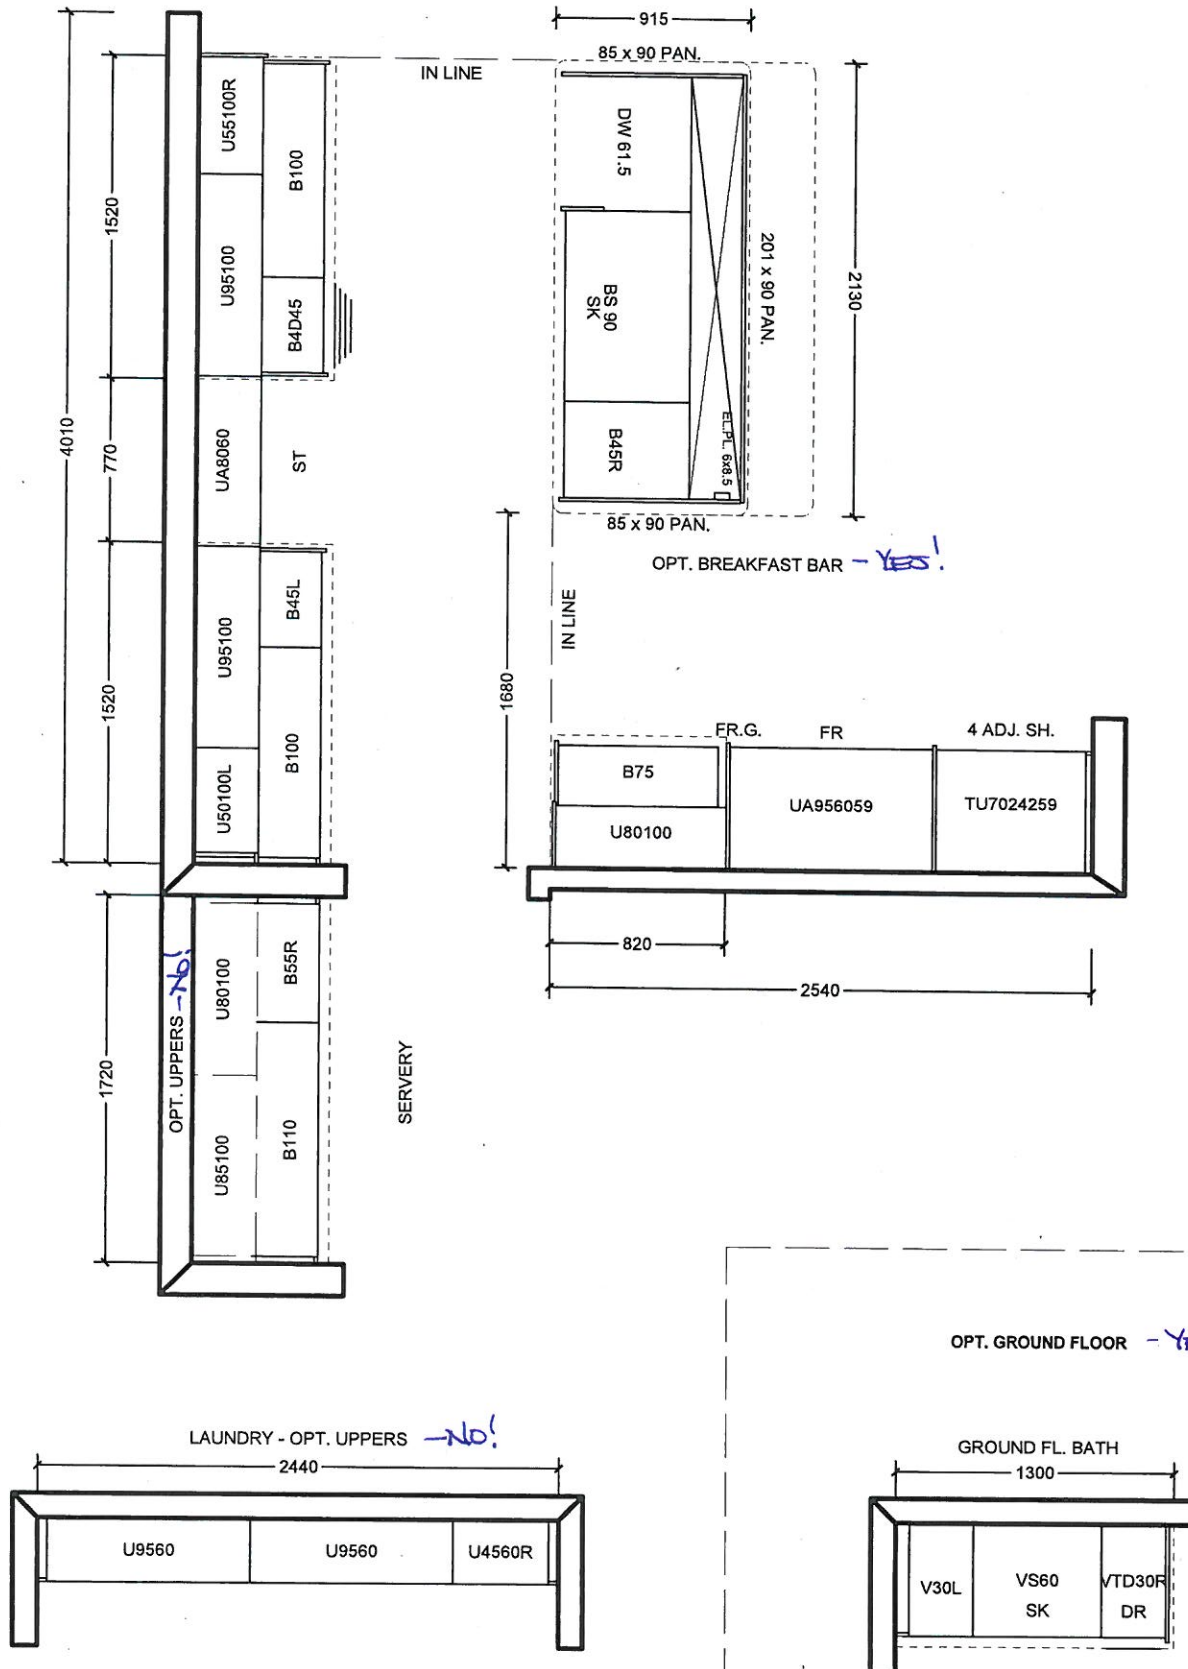 915
85 x 90 PAN.
IN LINE
U55100R
B100
1520
U95100
B4D45
DW 61.5
BS 90
SK
B45R
EL.PL. 6x8.5
201 x 90 PAN.
2130
4010
770
UA8060
ST
85 x 90 PAN.
OPT. BREAKFAST BAR - YES!
1520
U95100
B45L
U50100L
B100
IN LINE
1680
FR.G.
FR
4 ADJ. SH.
B75
U80100
UA956059
TU7024259
820
2540
1720
OPT. UPPERS - NO!
U80100
B55R
U85100
B110
SERVERY
OPT. GROUND FLOOR
LAUNDRY - OPT. UPPERS - NO!
2440
U9560
U9560
U4560R
GROUND FL. BATH
1300
V30L
VS60
SK
VTD30R
DR